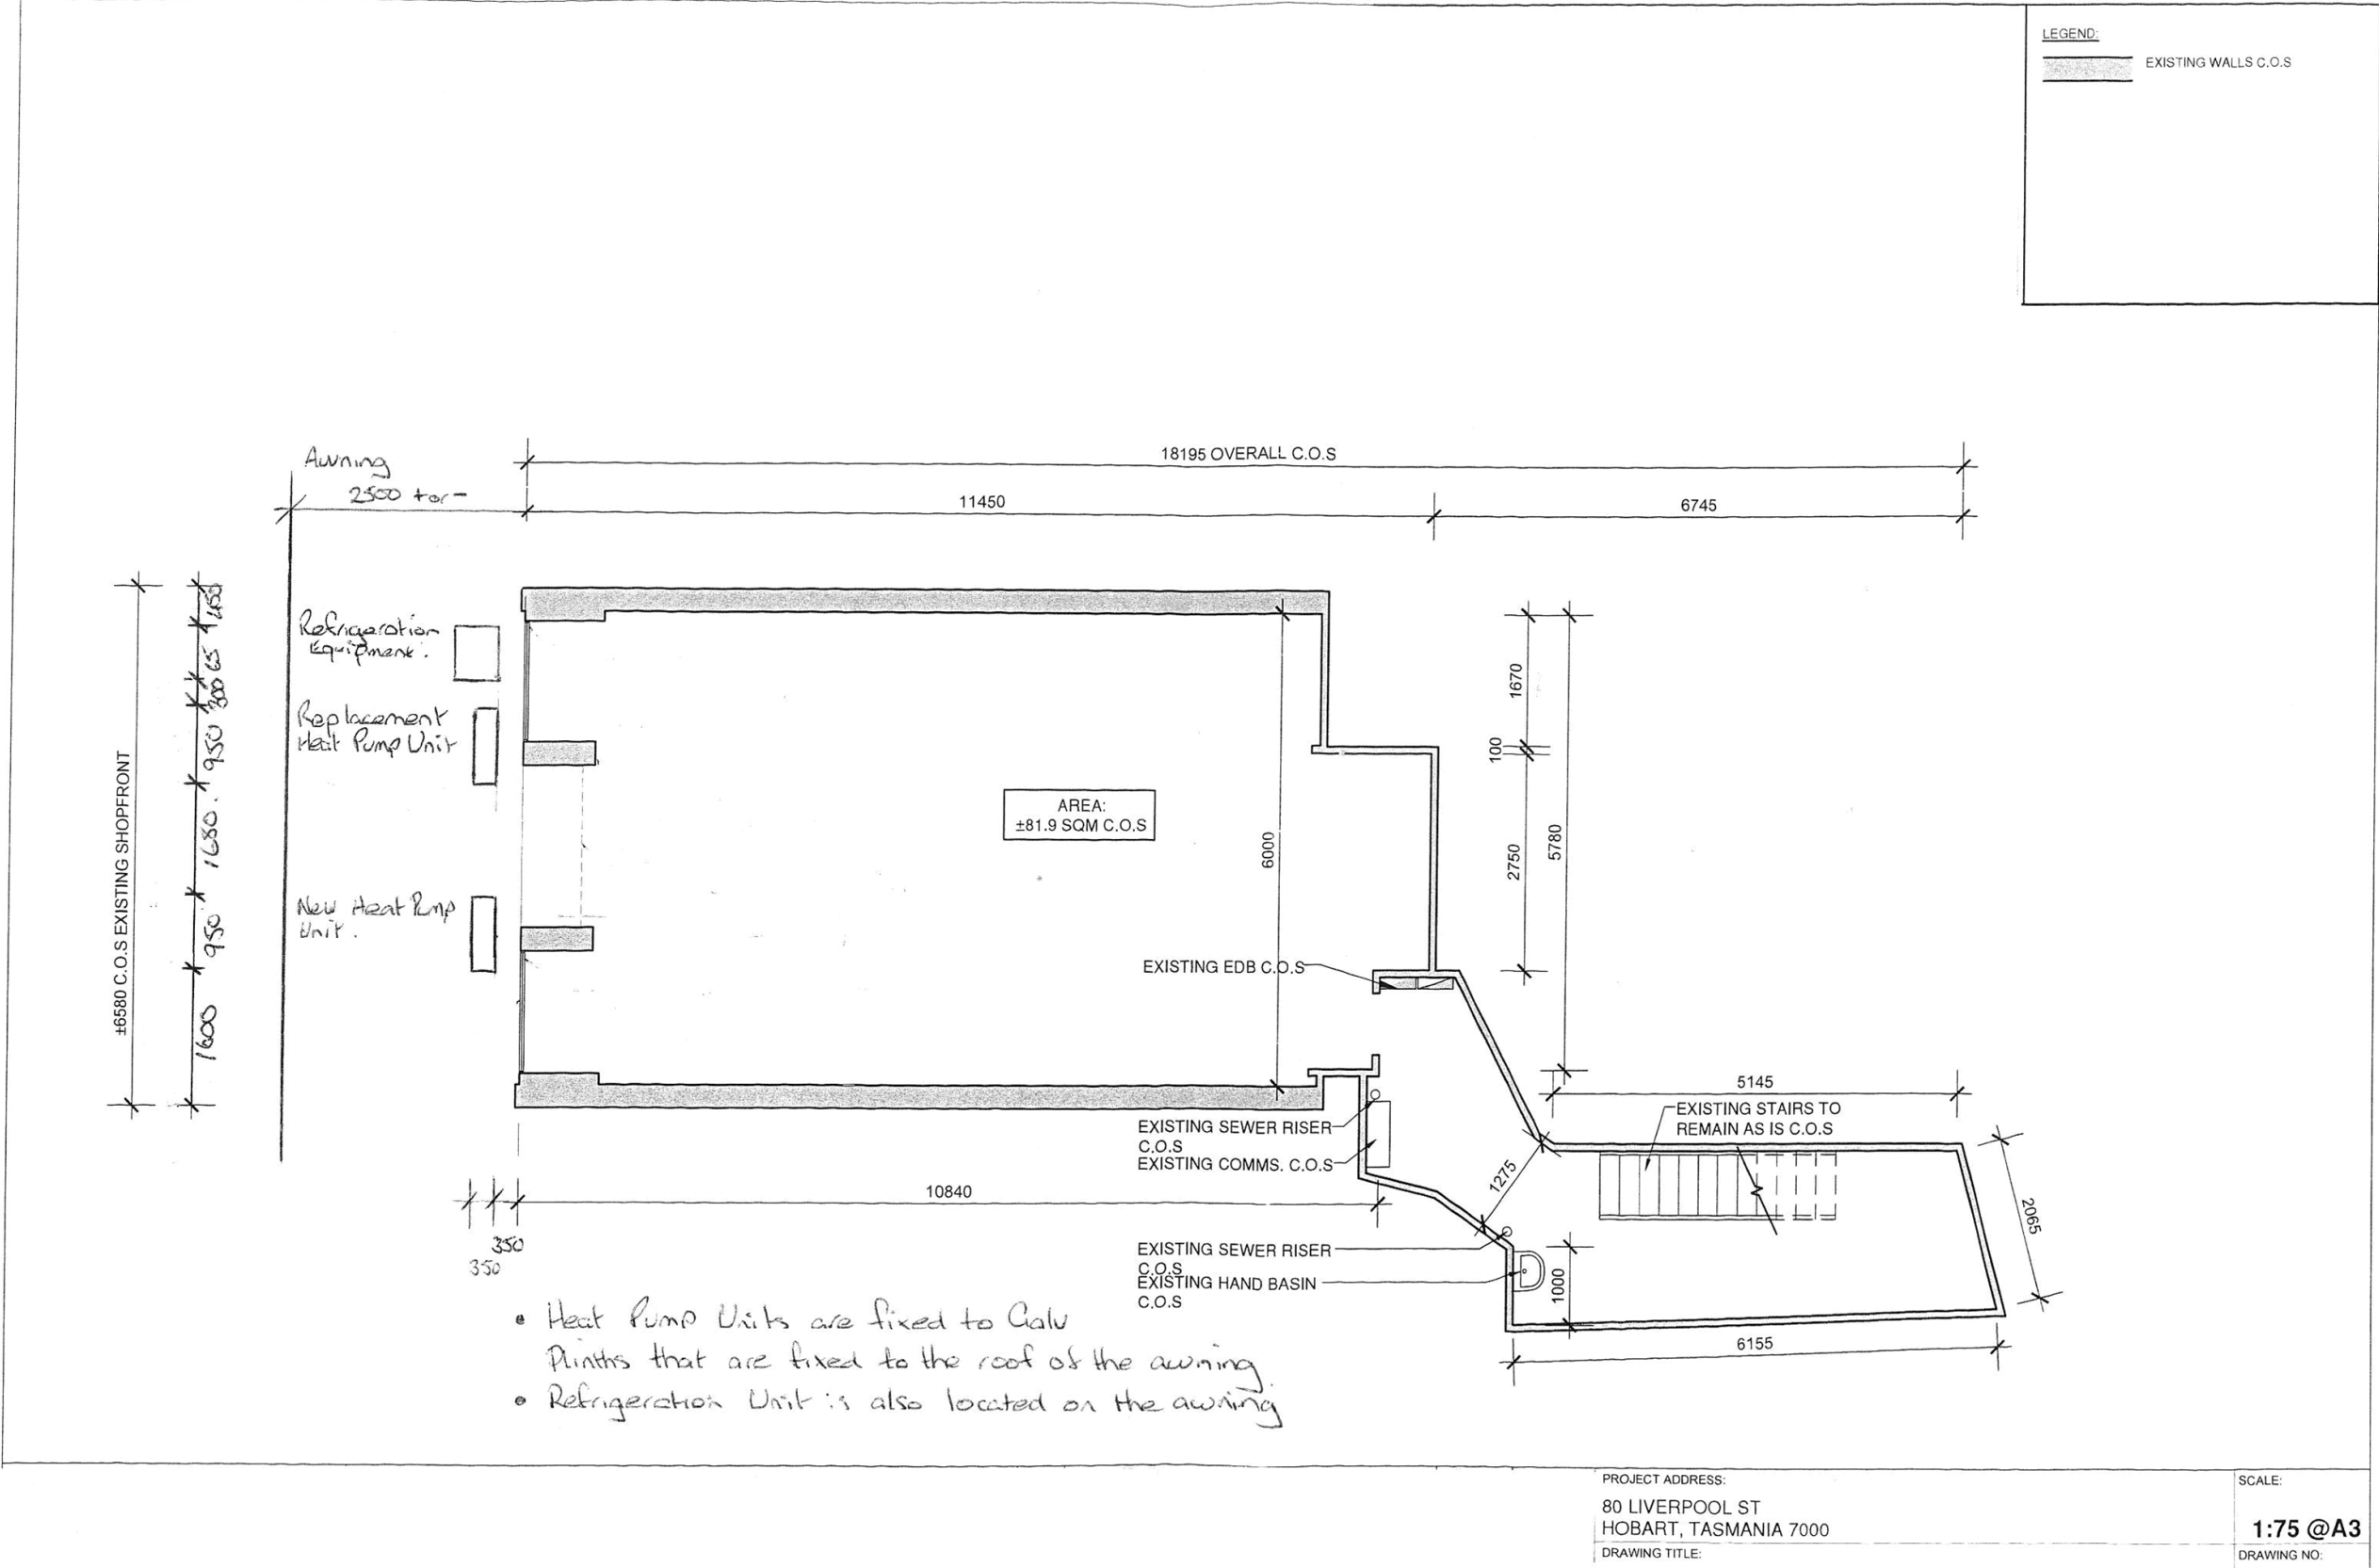 LEGEND:
EXISTING WALLS C.O.S
Awning
2500 + or -
18195 OVERALL C.O.S
11450
6745
±6580 C.O.S EXISTING SHOPFRONT
450
65
300
950
1680
950
1600
Refrigeration
Equipment.
Replacement
Heat Pump Unit
New Heat Pump
Unit.
AREA:
±81.9 SQM C.O.S
6000
1670
100
2750
5780
EXISTING EDB C.O.S
5145
EXISTING STAIRS TO
REMAIN AS IS C.O.S
EXISTING SEWER RISER
C.O.S
EXISTING COMMS. C.O.S
1275
2065
10840
350
350
EXISTING SEWER RISER
C.O.S
EXISTING HAND BASIN
C.O.S
1000
6155
• Heat Pump Units are fixed to Galv
Plinths that are fixed to the roof of the awning.
• Refrigeration Unit is also located on the awning
PROJECT ADDRESS:
80 LIVERPOOL ST
HOBART, TASMANIA 7000
DRAWING TITLE:
SCALE:
1:75 @A3
DRAWING NO: